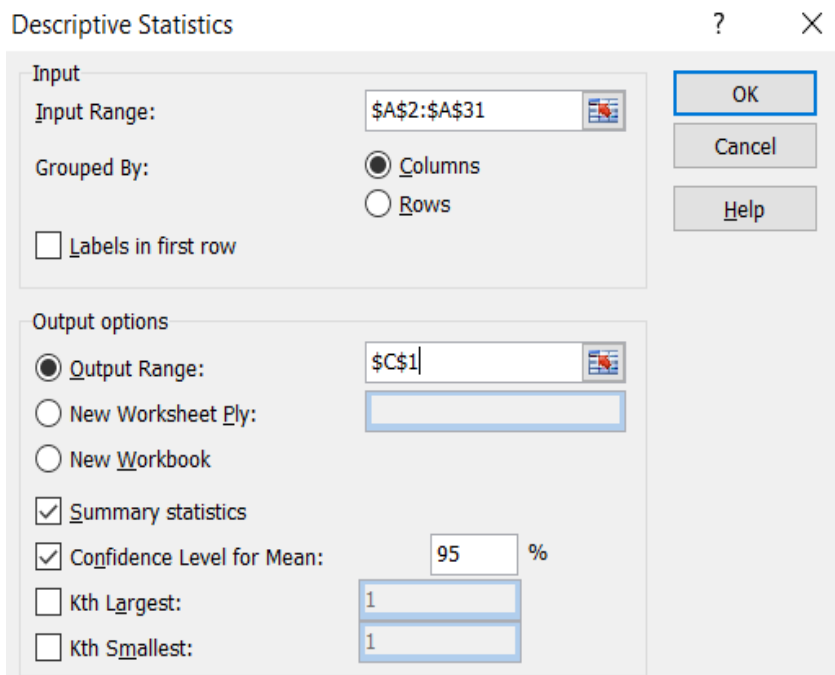 Descriptive Statistics ?
Input
Input Range: $A$2:$A$31
OK
Cancel
Grouped By: Columns
Rows
Help
Labels in first row
Output options
Output Range: $C$1
New Worksheet Ply:
New Workbook
Summary statistics
Confidence Level for Mean: 95 %
Kth Largest: 1
Kth Smallest: 1